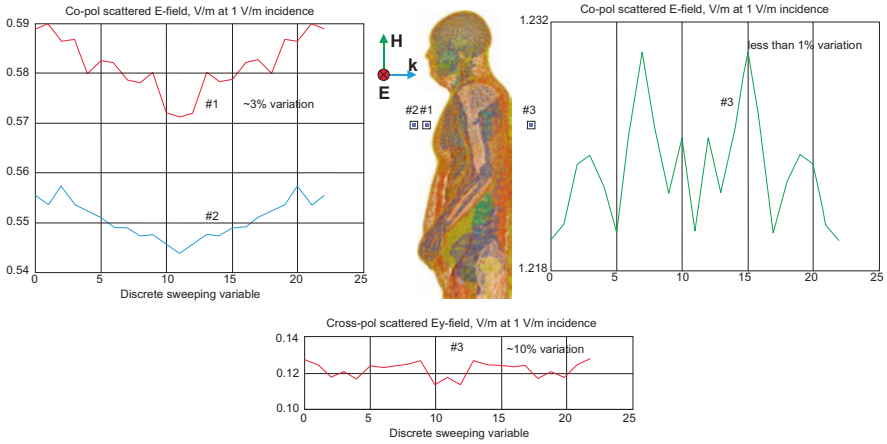 Co-pol scattered E-field, V/m at 1 V/m incidence
0.59
0.58
0.57
0.56
0.55
0.54
#1
~3% variation
#2
0 5 10 15 20 25
Discrete sweeping variable
H
k
E
#2 #1
#3
Co-pol scattered E-field, V/m at 1 V/m incidence
1.232
less than 1% variation
#3
1.218
0 5 10 15 20 25
Cross-pol scattered Ey-field, V/m at 1 V/m incidence
0.14
0.12
0.10
#3
~10% variation
0 5 10 15 20 25
Discrete sweeping variable